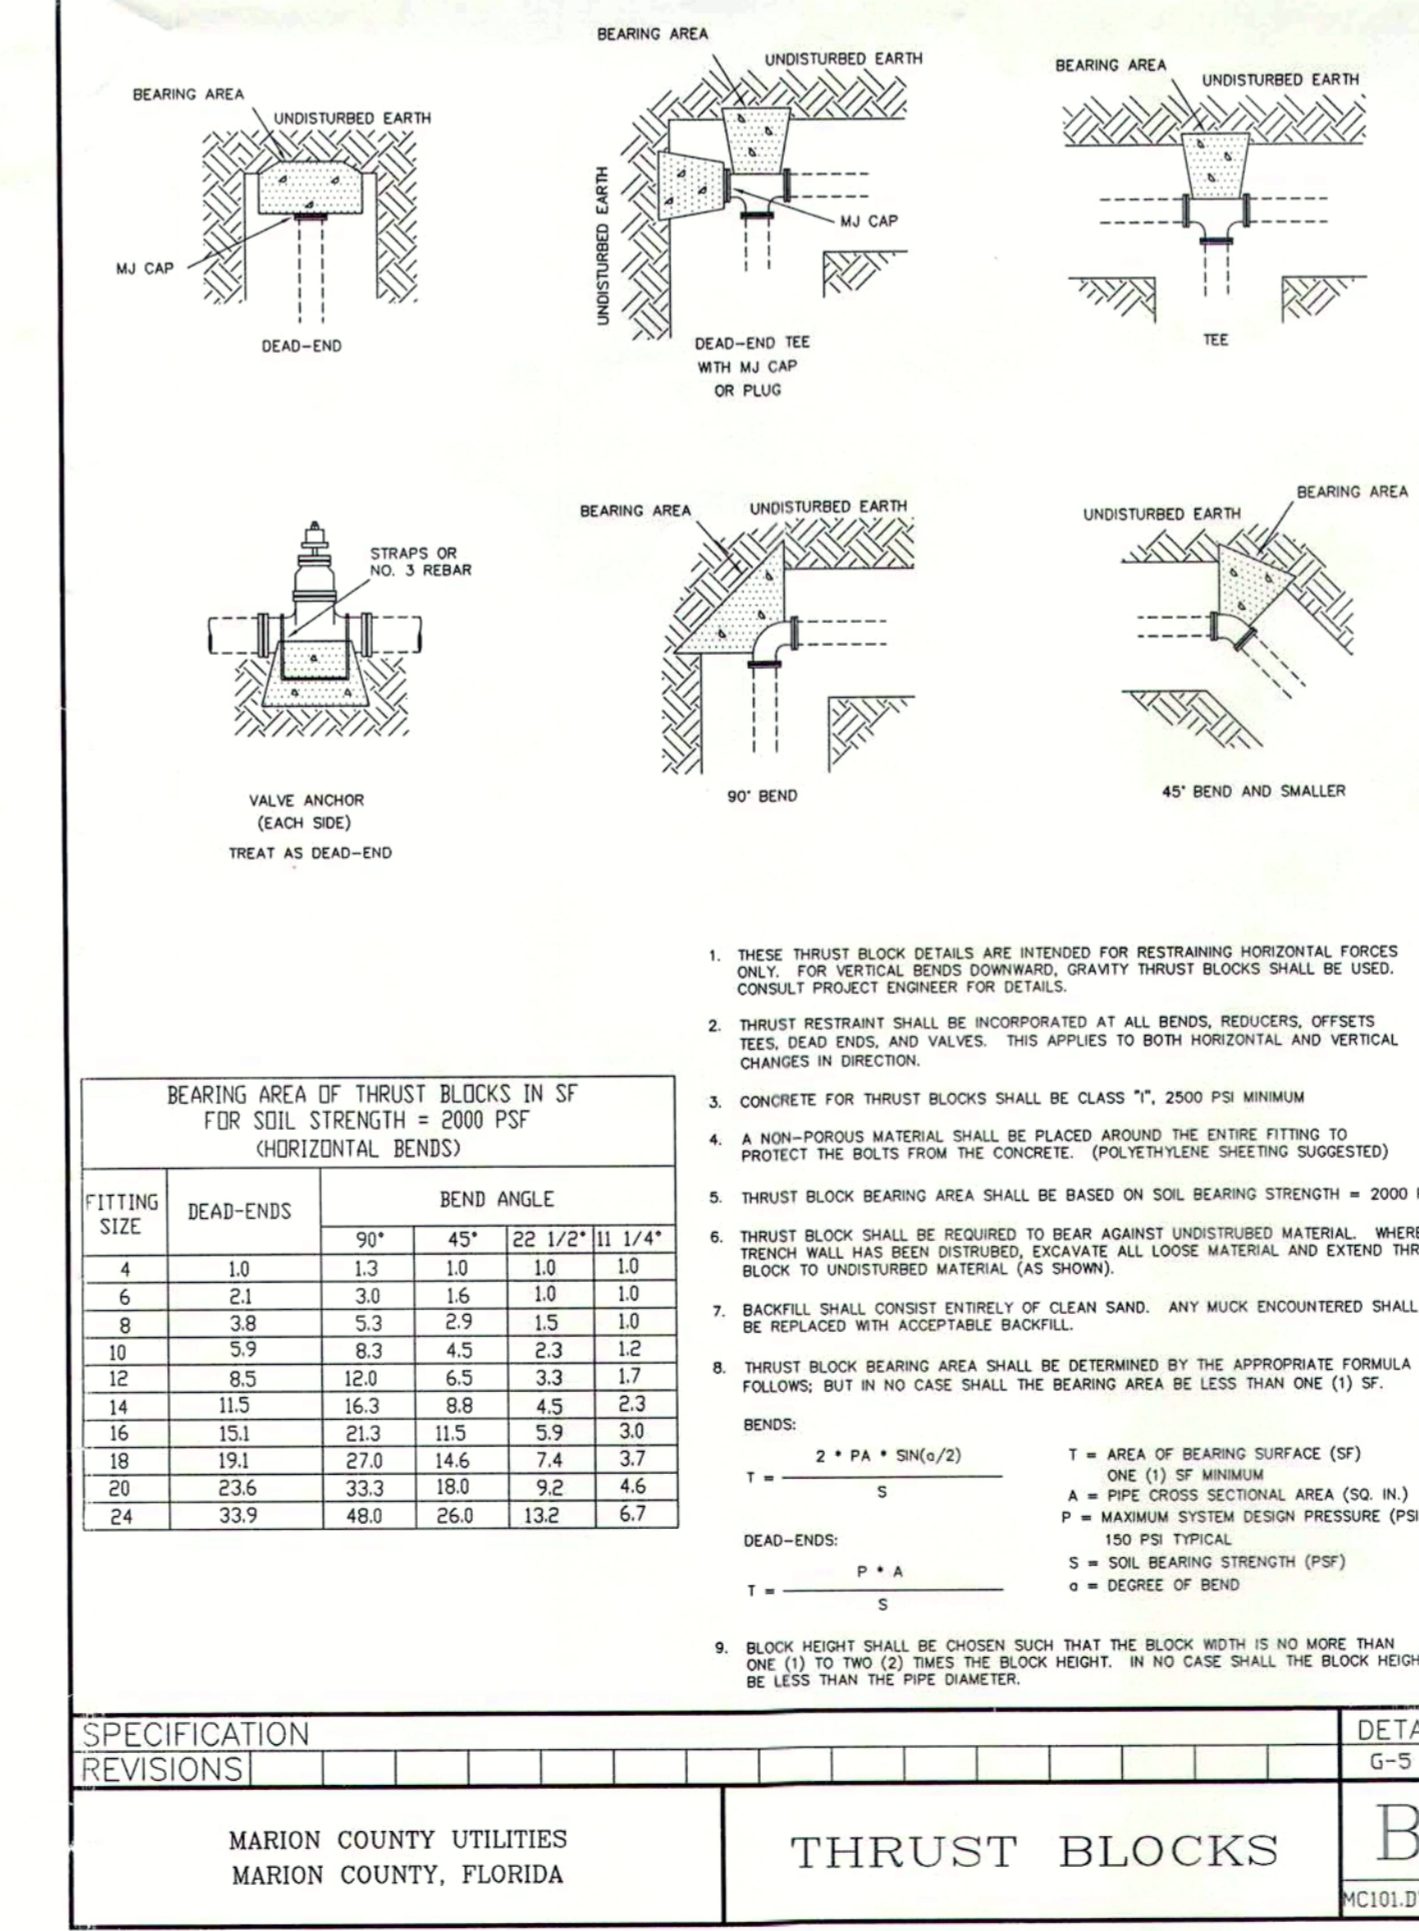 BEARING AREA
UNDISTURBED EARTH
MJ CAP
DEAD-END
BEARING AREA
UNDISTURBED EARTH
UNDISTURBED EARTH
MJ CAP
DEAD-END TEE
WITH MJ CAP
OR PLUG
BEARING AREA
UNDISTURBED EARTH
TEE
STRAPS OR
NO. 3 REBAR
VALVE ANCHOR
(EACH SIDE)
TREAT AS DEAD-END
BEARING AREA
UNDISTURBED EARTH
90° BEND
BEARING AREA
UNDISTURBED EARTH
45° BEND AND SMALLER
BEARING AREA OF THRUST BLOCKS IN SF
FOR SOIL STRENGTH = 2000 PSF
(HORIZONTAL BENDS)
FITTING SIZE DEAD-ENDS BEND ANGLE
90° 45° 22 1/2° 11 1/4°
4 1.0 1.3 1.0 1.0 1.0
6 2.1 3.0 1.6 1.0 1.0
8 3.8 5.3 2.9 1.5 1.0
10 5.9 8.3 4.5 2.3 1.2
12 8.5 12.0 6.5 3.3 1.7
14 11.5 16.3 8.8 4.5 2.3
16 15.1 21.3 11.5 5.9 3.0
18 19.1 27.0 14.6 7.4 3.7
20 23.6 33.3 18.0 9.2 4.6
24 33.9 48.0 26.0 13.2 6.7
1. THESE THRUST BLOCK DETAILS ARE INTENDED FOR RESTRAINING HORIZONTAL FORCES
ONLY. FOR VERTICAL BENDS DOWNWARD, GRAVITY THRUST BLOCKS SHALL BE USED.
CONSULT PROJECT ENGINEER FOR DETAILS.
2. THRUST RESTRAINT SHALL BE INCORPORATED AT ALL BENDS, REDUCERS, OFFSETS
TEES, DEAD ENDS, AND VALVES. THIS APPLIES TO BOTH HORIZONTAL AND VERTICAL
CHANGES IN DIRECTION.
3. CONCRETE FOR THRUST BLOCKS SHALL BE CLASS "I", 2500 PSI MINIMUM
4. A NON-POROUS MATERIAL SHALL BE PLACED AROUND THE ENTIRE FITTING TO
PROTECT THE BOLTS FROM THE CONCRETE. (POLYETHYLENE SHEETING SUGGESTED)
5. THRUST BLOCK BEARING AREA SHALL BE BASED ON SOIL BEARING STRENGTH = 2000
6. THRUST BLOCK SHALL BE REQUIRED TO BEAR AGAINST UNDISTRUBED MATERIAL. WHERE
TRENCH WALL HAS BEEN DISTRUBED, EXCAVATE ALL LOOSE MATERIAL AND EXTEND THR
BLOCK TO UNDISTURBED MATERIAL (AS SHOWN).
7. BACKFILL SHALL CONSIST ENTIRELY OF CLEAN SAND. ANY MUCK ENCOUNTERED SHALL
BE REPLACED WITH ACCEPTABLE BACKFILL.
8. THRUST BLOCK BEARING AREA SHALL BE DETERMINED BY THE APPROPRIATE FORMULA
FOLLOWS; BUT IN NO CASE SHALL THE BEARING AREA BE LESS THAN ONE (1) SF.
BENDS:
2 * PA * SIN(a/2)
T =
S
DEAD-ENDS:
P * A
T =
S
T = AREA OF BEARING SURFACE (SF)
ONE (1) SF MINIMUM
A = PIPE CROSS SECTIONAL AREA (SQ. IN.)
P = MAXIMUM SYSTEM DESIGN PRESSURE (PSI
150 PSI TYPICAL
S = SOIL BEARING STRENGTH (PSF)
a = DEGREE OF BEND
9. BLOCK HEIGHT SHALL BE CHOSEN SUCH THAT THE BLOCK WIDTH IS NO MORE THAN
ONE (1) TO TWO (2) TIMES THE BLOCK HEIGHT. IN NO CASE SHALL THE BLOCK HEIGH
BE LESS THAN THE PIPE DIAMETER.
SPECIFICATION
REVISIONS
DETA
G-5
MARION COUNTY UTILITIES
MARION COUNTY, FLORIDA
THRUST BLOCKS
B
MC101.D